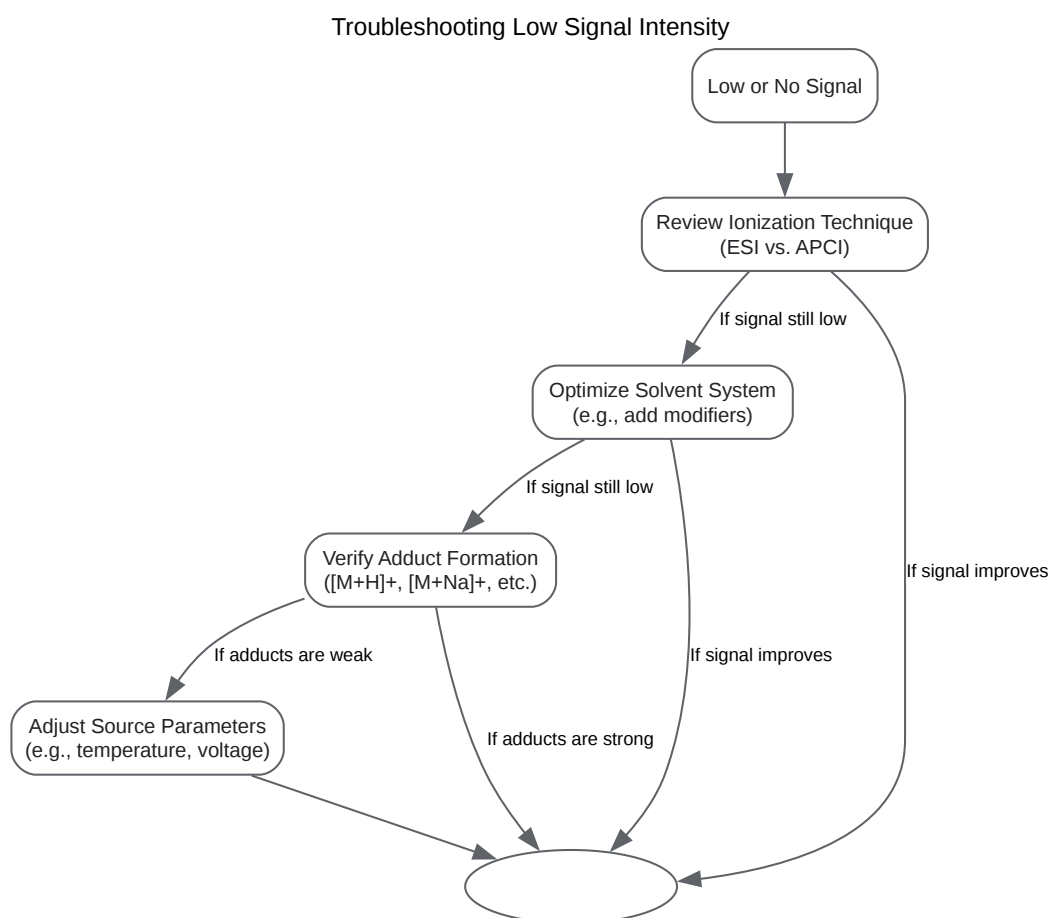 Troubleshooting Low Signal Intensity
Low or No Signal
Review Ionization Technique
(ESI vs. APCI)
If signal still low
Optimize Solvent System
(e.g., add modifiers)
If signal still low
Verify Adduct Formation
([M+H]+, [M+Na]+, etc.)
If signal improves
If adducts are weak
If signal improves
Adjust Source Parameters
(e.g., temperature, voltage)
If adducts are strong